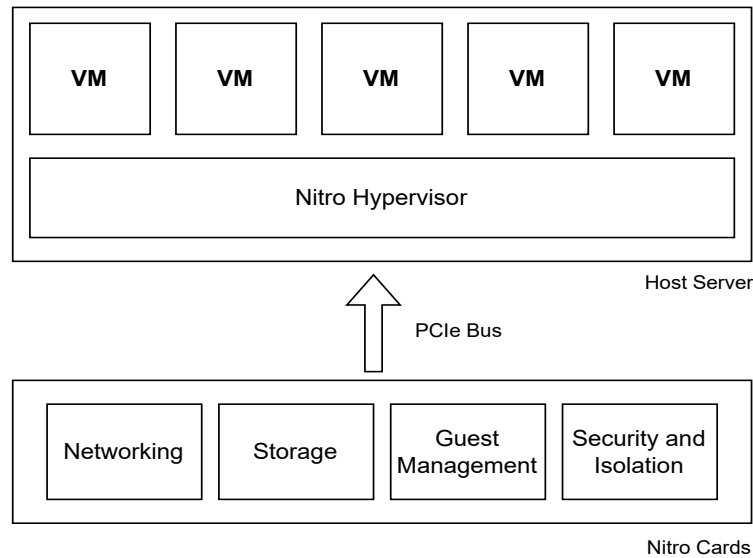 VM VM VM VM VM
Nitro Hypervisor
Host Server
PCIe Bus
Networking
Storage
Guest
Management
Security and
Isolation
Nitro Cards